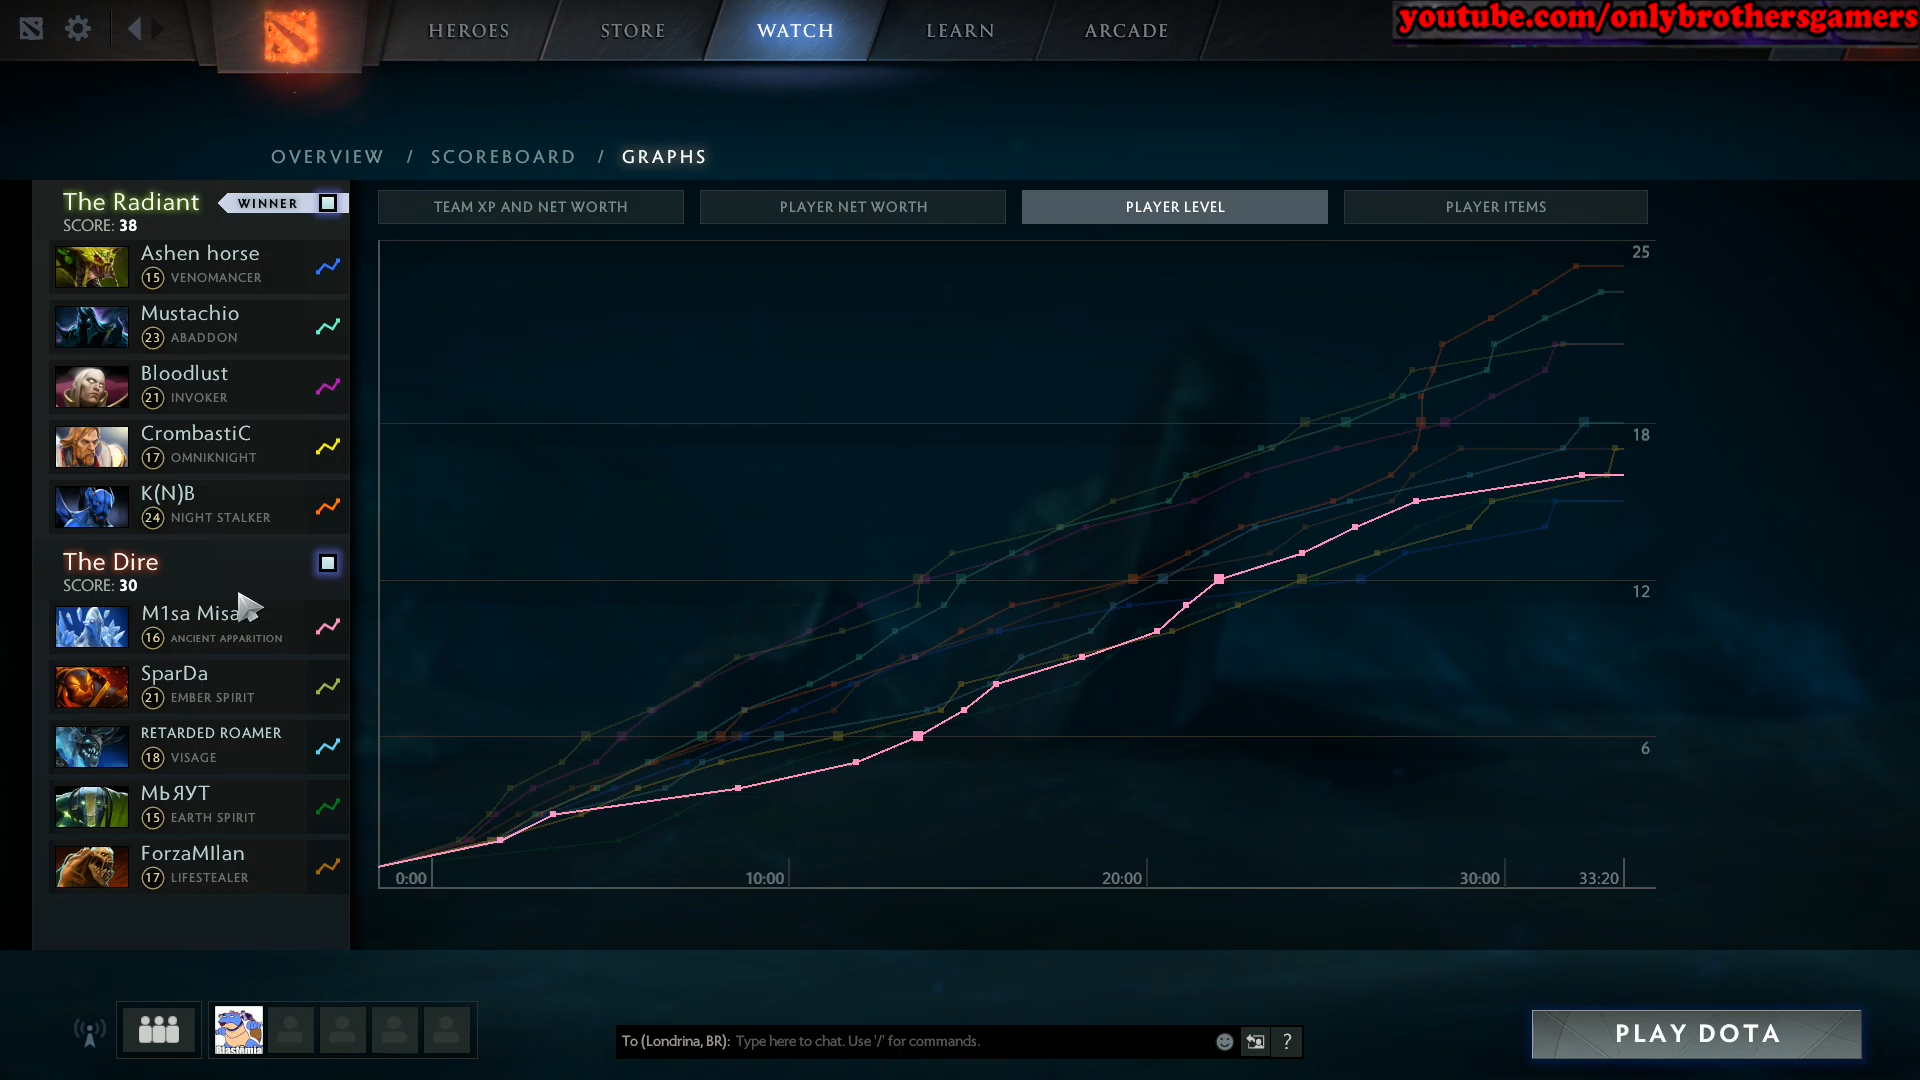 HEROES
STORE
WATCH
LEARN
ARCADE
youtube.com/onlybrothersgamers
OVERVIEW / SCOREBOARD / GRAPHS
The Radiant
WINNER
SCORE: 38
TEAM XP AND NET WORTH
PLAYER NET WORTH
PLAYER LEVEL
PLAYER ITEMS
Ashen horse
15 VENOMANCER
Mustachio
23 ABADDON
Bloodlust
21 INVOKER
CrombastiC
17 OMNIKNIGHT
K(N)B
24 NIGHT STALKER
The Dire
SCORE: 30
M1sa Misa
16 ANCIENT APPARITION
SparDa
21 EMBER SPIRIT
RETARDED ROAMER
18 VISAGE
МЬЯУТ
15 EARTH SPIRIT
ForzaMIlan
17 LIFESTEALER
25
18
12
6
0:00
10:00
20:00
30:00
33:20
Blastêmia
To (Londrina, BR): Type here to chat. Use '/' for commands.
?
PLAY DOTA